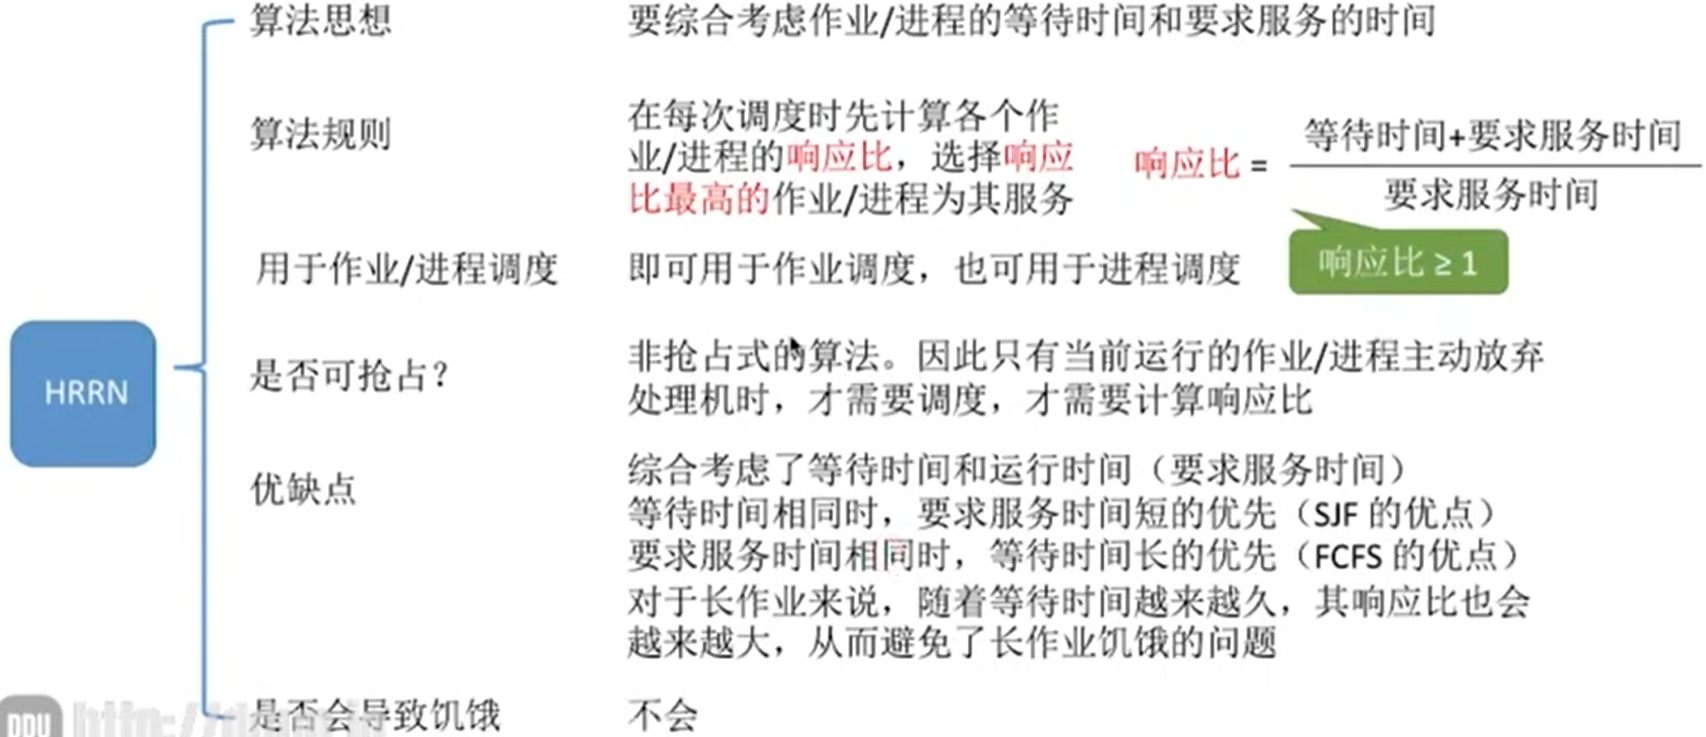 算法思想
要综合考虑作业/进程的等待时间和要求服务的时间
算法规则
在每次调度时先计算各个作
业/进程的响应比，选择响应
比最高的作业/进程为其服务
响应比 =
等待时间+要求服务时间
要求服务时间
响应比 ≥ 1
用于作业/进程调度
即可用于作业调度，也可用于进程调度
HRRN
是否可抢占？
非抢占式的算法。因此只有当前运行的作业/进程主动放弃
处理机时，才需要调度，才需要计算响应比
优缺点
综合考虑了等待时间和运行时间（要求服务时间）
等待时间相同时，要求服务时间短的优先（SJF 的优点）
要求服务时间相同时，等待时间长的优先（FCFS 的优点）
对于长作业来说，随着等待时间越来越久，其响应比也会
越来越大，从而避免了长作业饥饿的问题
是否会导致饥饿
不会